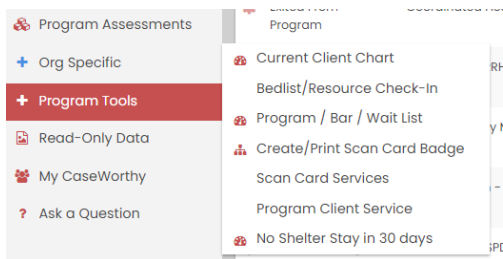 Program Assessments
Org Specific
Program Tools
Read-Only Data
My CaseWorthy
Ask a Question
Program
Current Client Chart
Bedlist/Resource Check-In
Program / Bar / Wait List
Create/Print Scan Card Badge
Scan Card Services
Program Client Service
No Shelter Stay in 30 days